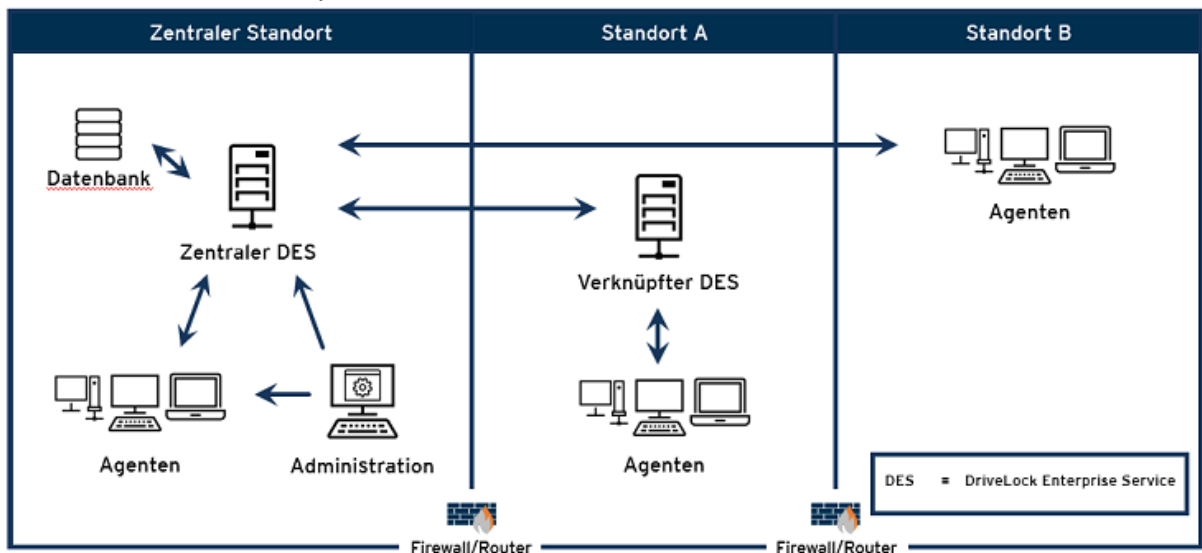 Zentraler Standort
Standort A
Standort B
Datenbank
Zentraler DES
Agenten
Administration
Verknüpfter DES
Agenten
Agenten
DES = DriveLock Enterprise Service
Firewall/Router
Firewall/Router